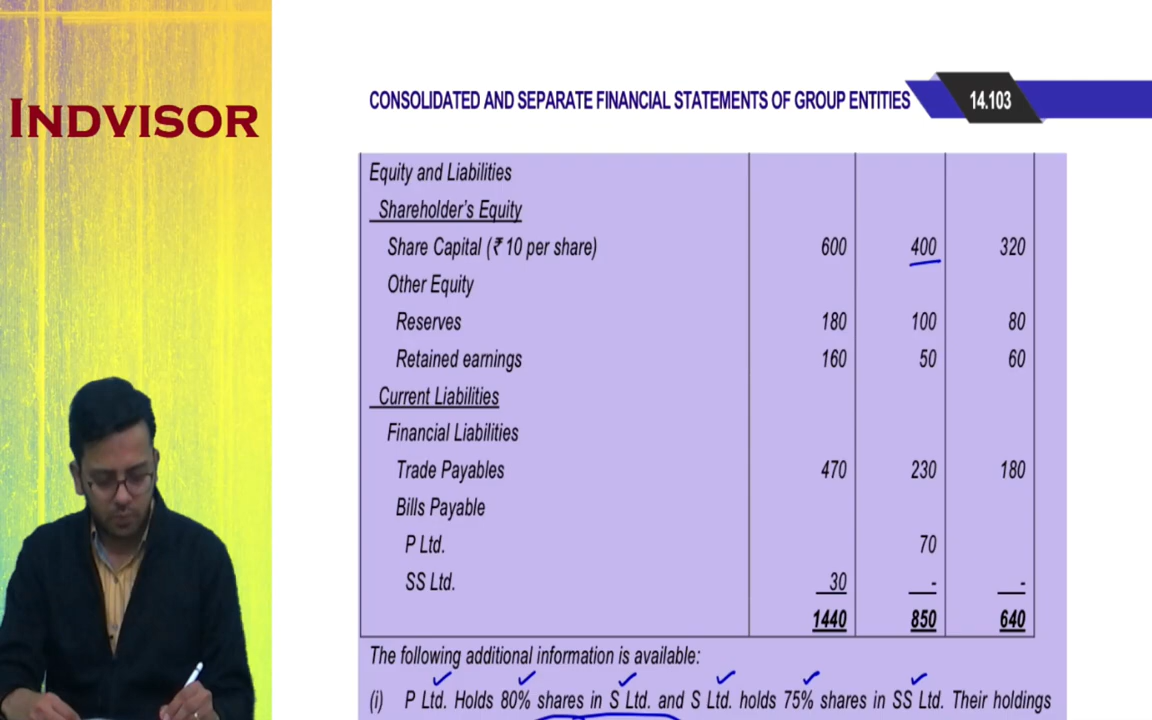 INDVISOR
CONSOLIDATED AND SEPARATE FINANCIAL STATEMENTS OF GROUP ENTITIES 14.103
Equity and Liabilities
Shareholder's Equity
Share Capital (₹ 10 per share) 600 400 320
Other Equity
Reserves 180 100 80
Retained earnings 160 50 60
Current Liabilities
Financial Liabilities
Trade Payables 470 230 180
Bills Payable
P Ltd. 70
SS Ltd. 30 - -
1440 850 640
The following additional information is available:
(i) P Ltd. Holds 80% shares in S Ltd. and S Ltd. holds 75% shares in SS Ltd. Their holdings